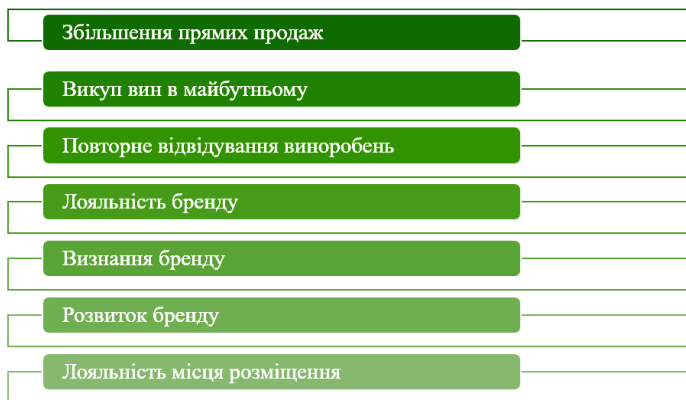 Збільшення прямих продаж
Викуп вин в майбутньому
Повторне відвідування виноробень
Лояльність бренду
Визнання бренду
Розвиток бренду
Лояльність місця розміщення